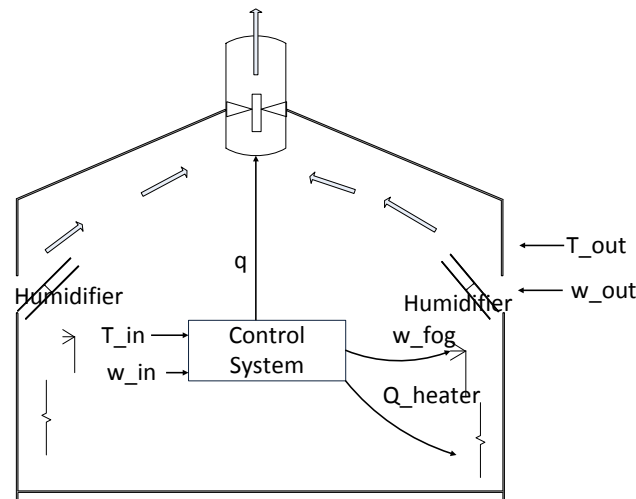 T_out
q
Humidifier
Humidifier
w_out
T_in
Control
System
w_fog
w_in
Q_heater